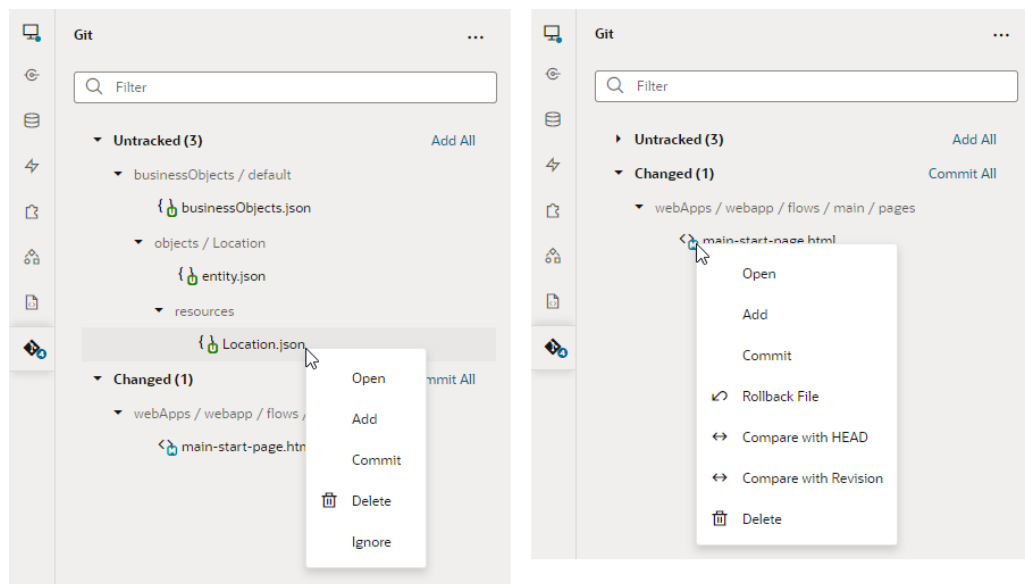 Git
...
Filter
Untracked (3) Add All
businessObjects / default
{ } businessObjects.json
objects / Location
{ } entity.json
resources
{ } Location.json
Changed (1) mmit All
webApps / webapp / flows /
<> main-start-page.htm
Open
Add
Commit
Delete
Ignore
Git
...
Filter
Untracked (3) Add All
Changed (1) Commit All
webApps / webapp / flows / main / pages
<> main-start-page.html
Open
Add
Commit
Rollback File
Compare with HEAD
Compare with Revision
Delete